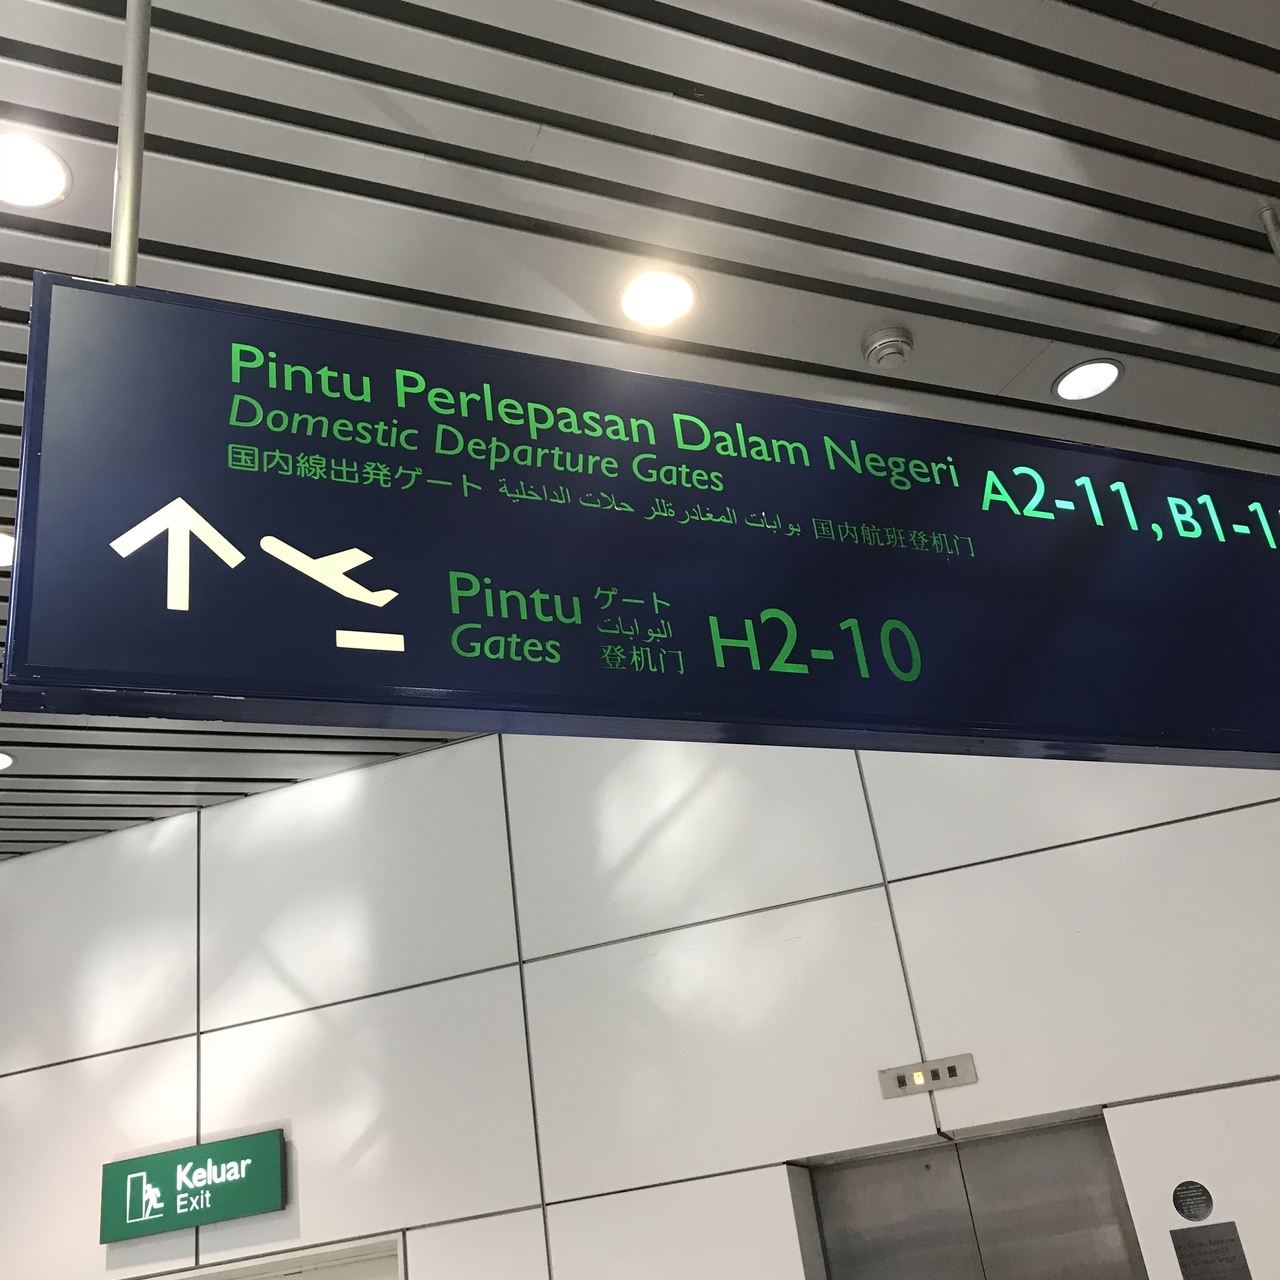 Pintu Perlepasan Dalam Negeri
Domestic Departure Gates
国内線出発ゲート بوابات المغادرةللر حلات الداخلية 国内航班登机门
A2-11, B1-1
Pintu
Gates
ゲート
البوابات
登机门
H2-10
Keluar
Exit